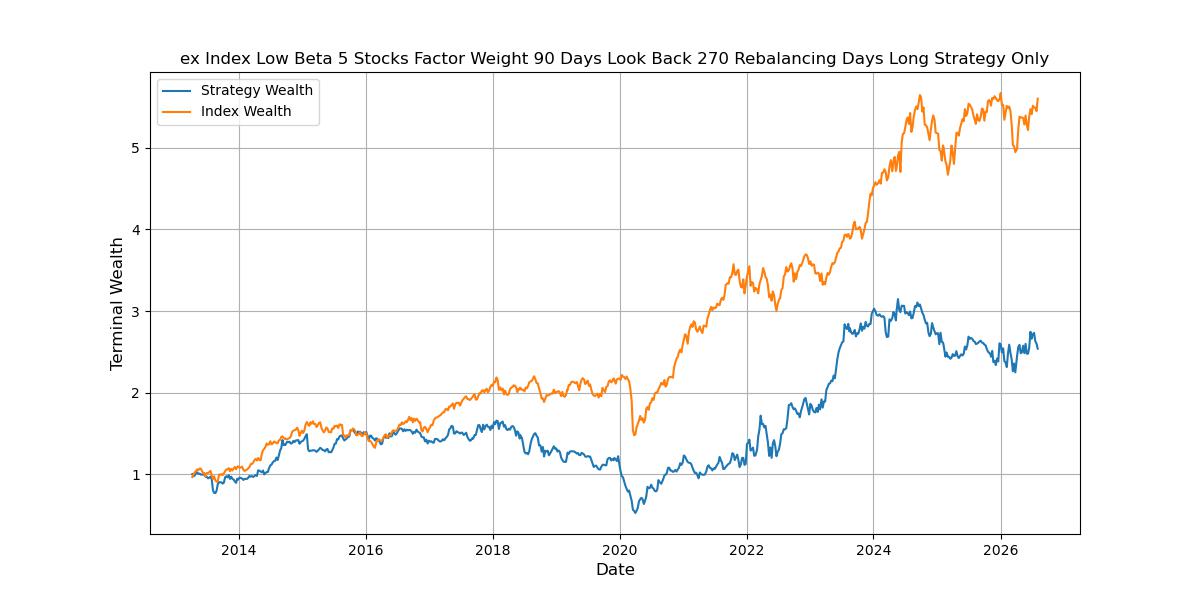 ex Index Low Beta 5 Stocks Factor Weight 90 Days Look Back 270 Rebalancing Days Long Strategy Only
Strategy Wealth
Index Wealth
Terminal Wealth
5
4
3
2
1
2014 2016 2018 2020 2022 2024 2026
Date